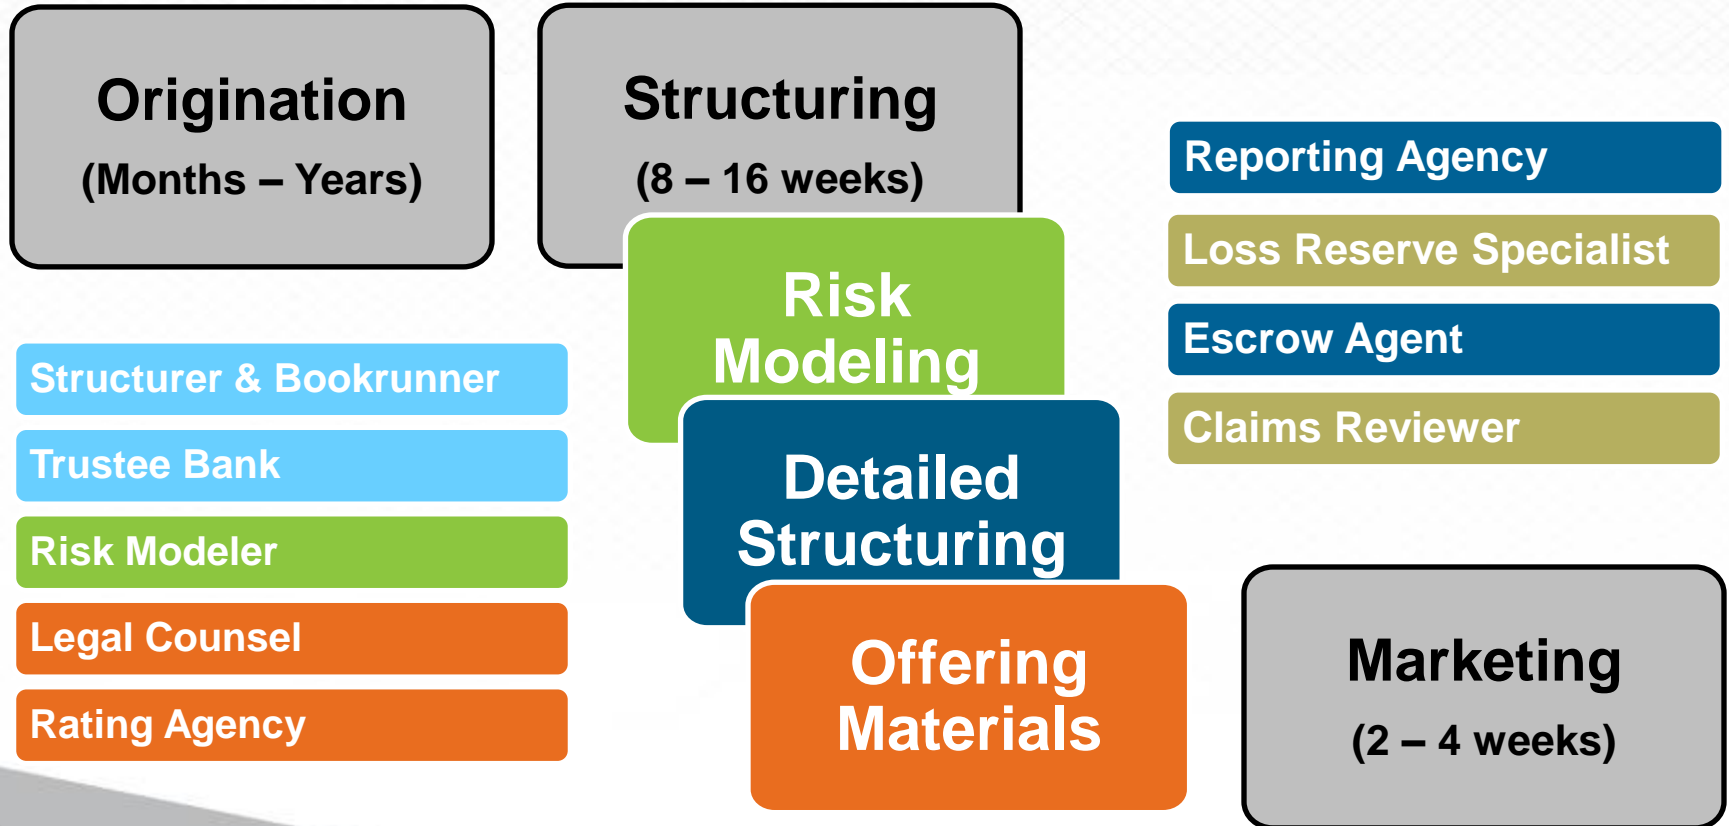 Origination
(Months – Years)
Structuring
(8 – 16 weeks)
Risk
Modeling
Detailed
Structuring
Offering
Materials
Structurer & Bookrunner
Trustee Bank
Risk Modeler
Legal Counsel
Rating Agency
Reporting Agency
Loss Reserve Specialist
Escrow Agent
Claims Reviewer
Marketing
(2 – 4 weeks)